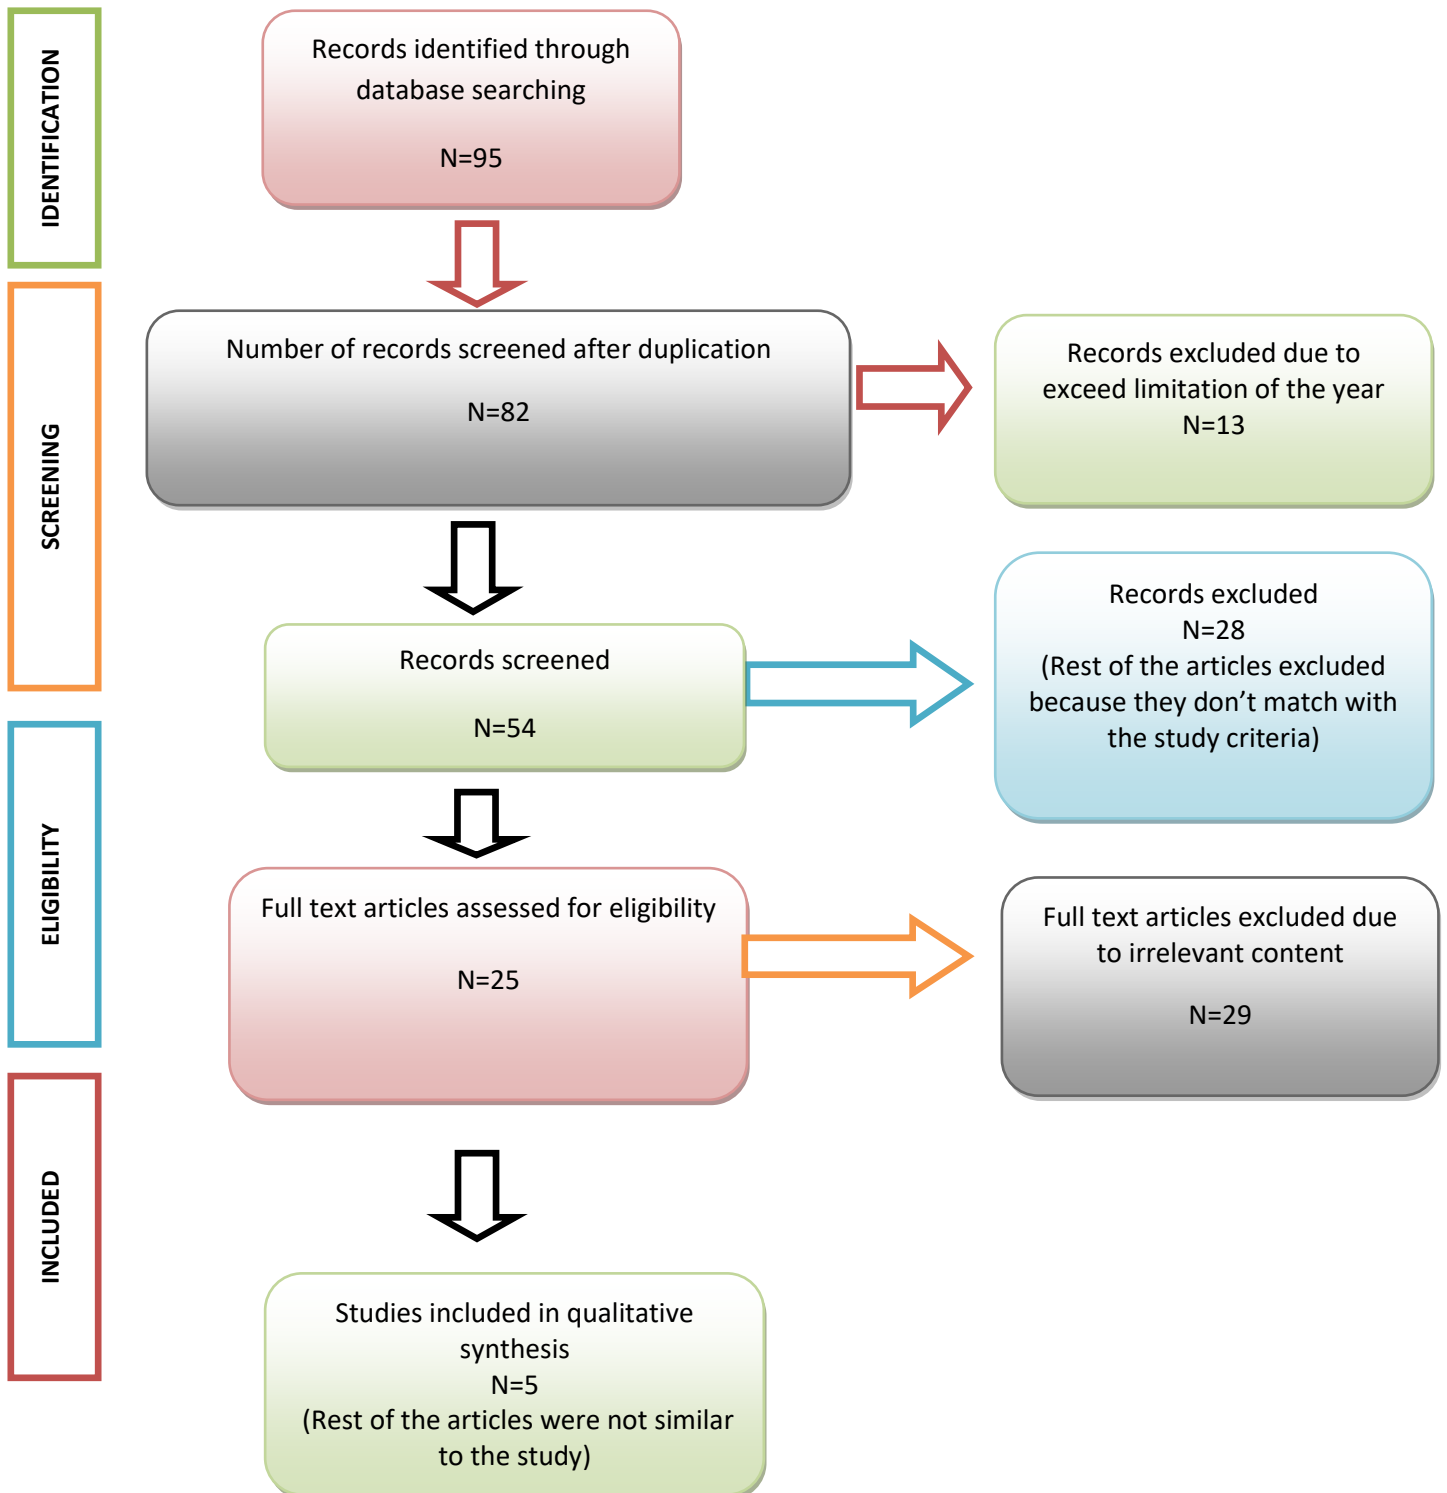 IDENTIFICATION
Records identified through
database searching
N=95
SCREENING
Number of records screened after duplication
N=82
Records excluded due to
exceed limitation of the year
N=13
Records screened
N=54
Records excluded
N=28
(Rest of the articles excluded
because they don’t match with
the study criteria)
ELIGIBILITY
Full text articles assessed for eligibility
N=25
Full text articles excluded due
to irrelevant content
N=29
INCLUDED
Studies included in qualitative
synthesis
N=5
(Rest of the articles were not similar
to the study)